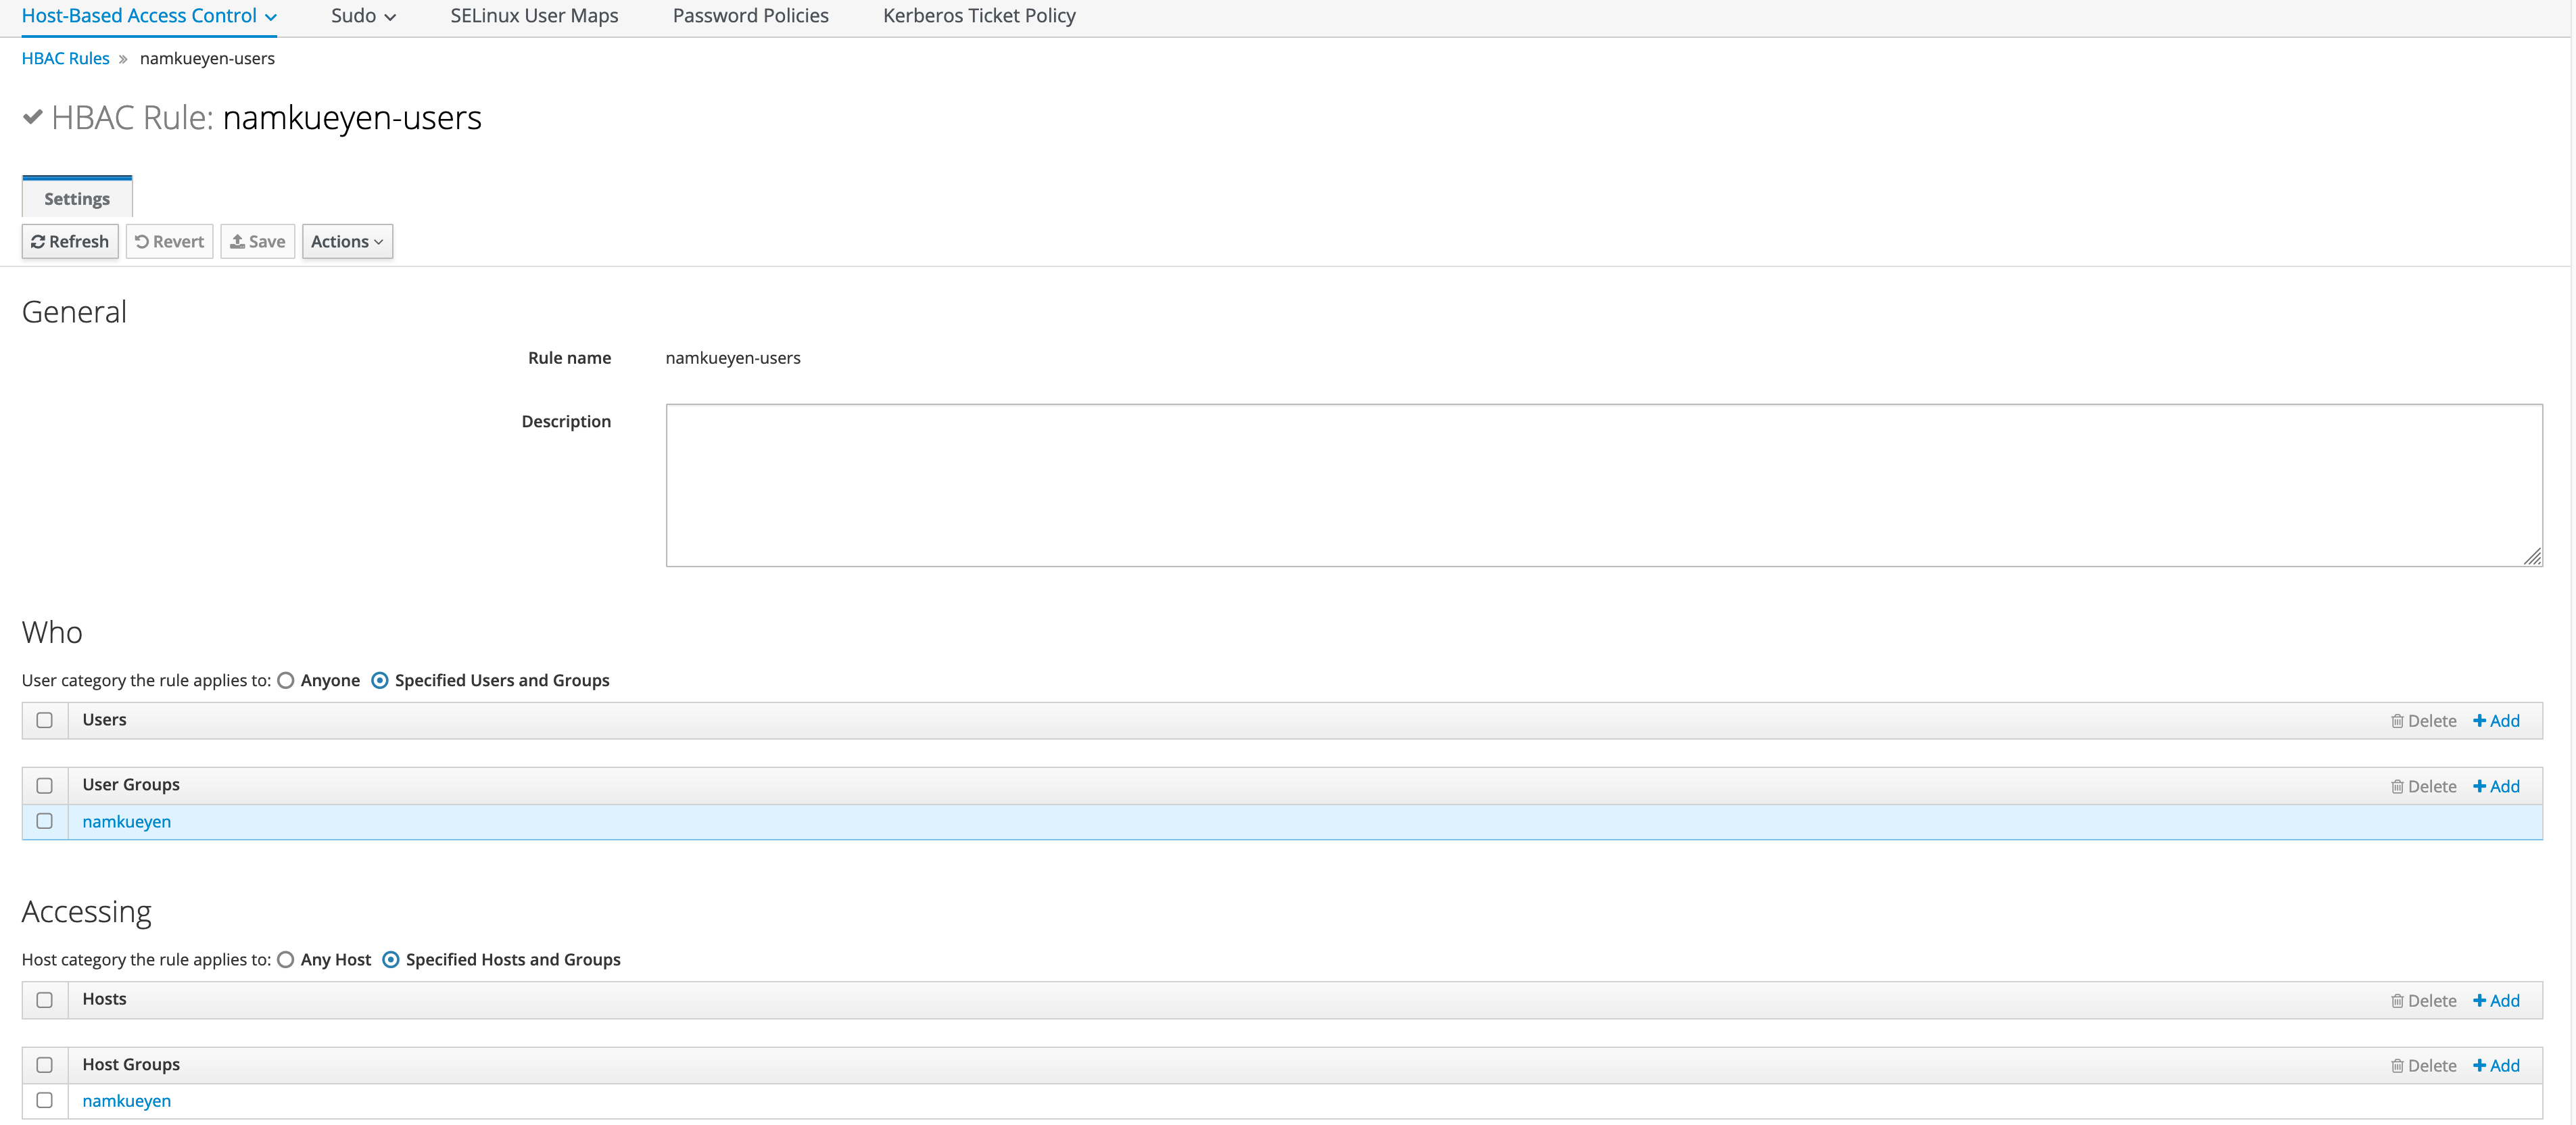 Host-Based Access Control Sudo SELinux User Maps Password Policies Kerberos Ticket Policy
HBAC Rules » namkueyen-users
HBAC Rule: namkueyen-users
Settings
Refresh Revert Save Actions
General
Rule name namkueyen-users
Description
Who
User category the rule applies to: Anyone Specified Users and Groups
Users Delete Add
User Groups Delete Add
namkueyen
Accessing
Host category the rule applies to: Any Host Specified Hosts and Groups
Hosts Delete Add
Host Groups Delete Add
namkueyen